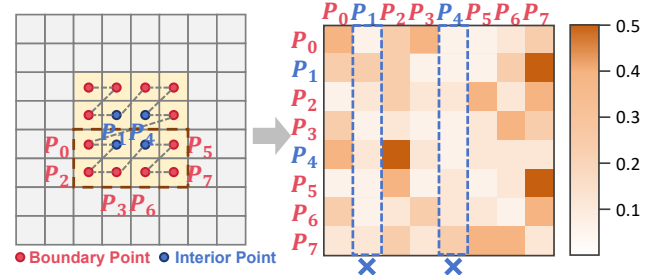 P0 P1 P2 P3 P4 P5 P6 P7
P0
P1
P2
P3
P4
P5
P6
P7
0.5
0.4
0.3
0.2
0.1
P1 P4
P0 P5
P2 P7
P3 P6
Boundary Point Interior Point